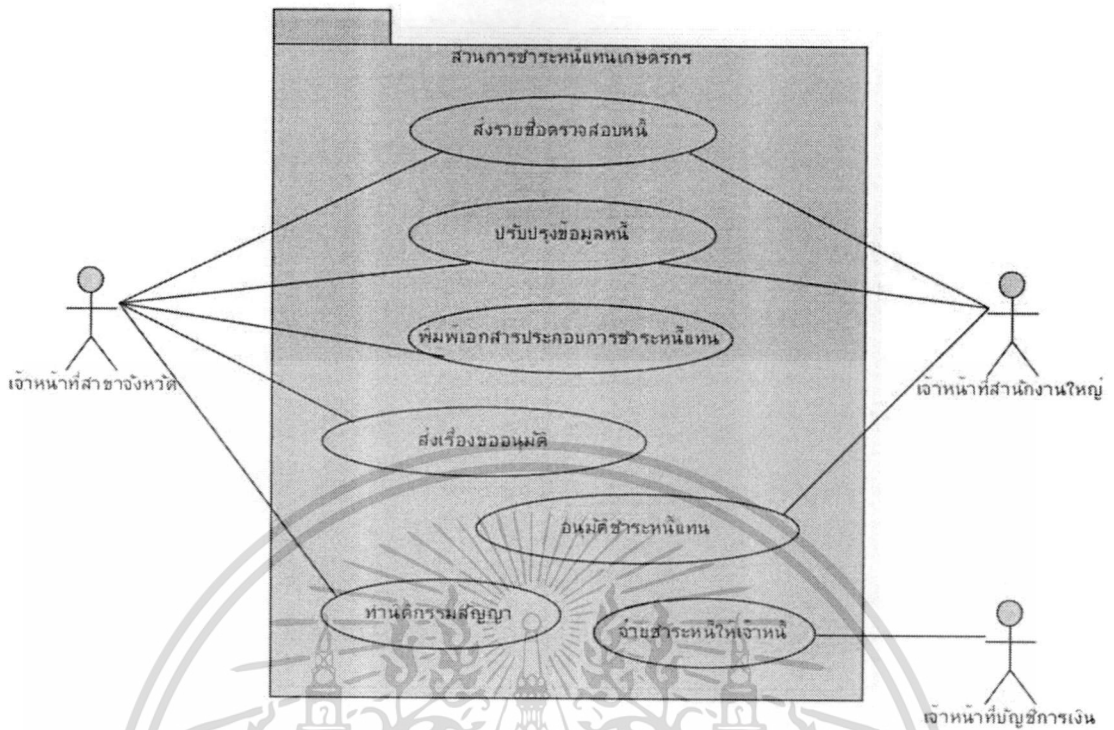 ส่วนการชำระหนี้แทนเกษตรกร
ส่งรายชื่อตรวจสอบหนี้
ปรับปรุงข้อมูลหนี้
พิมพ์เอกสารประกอบการชำระหนี้แทน
เจ้าหน้าที่สาขาจังหวัด
เจ้าหน้าที่สำนักงานใหญ่
ส่งเรื่องขออนุมัติ
อนุมัติชำระหนี้แทน
ทำนิติกรรมสัญญา
จ่ายชำระหนี้ให้เจ้าหนี้
เจ้าหน้าที่บัญชีการเงิน